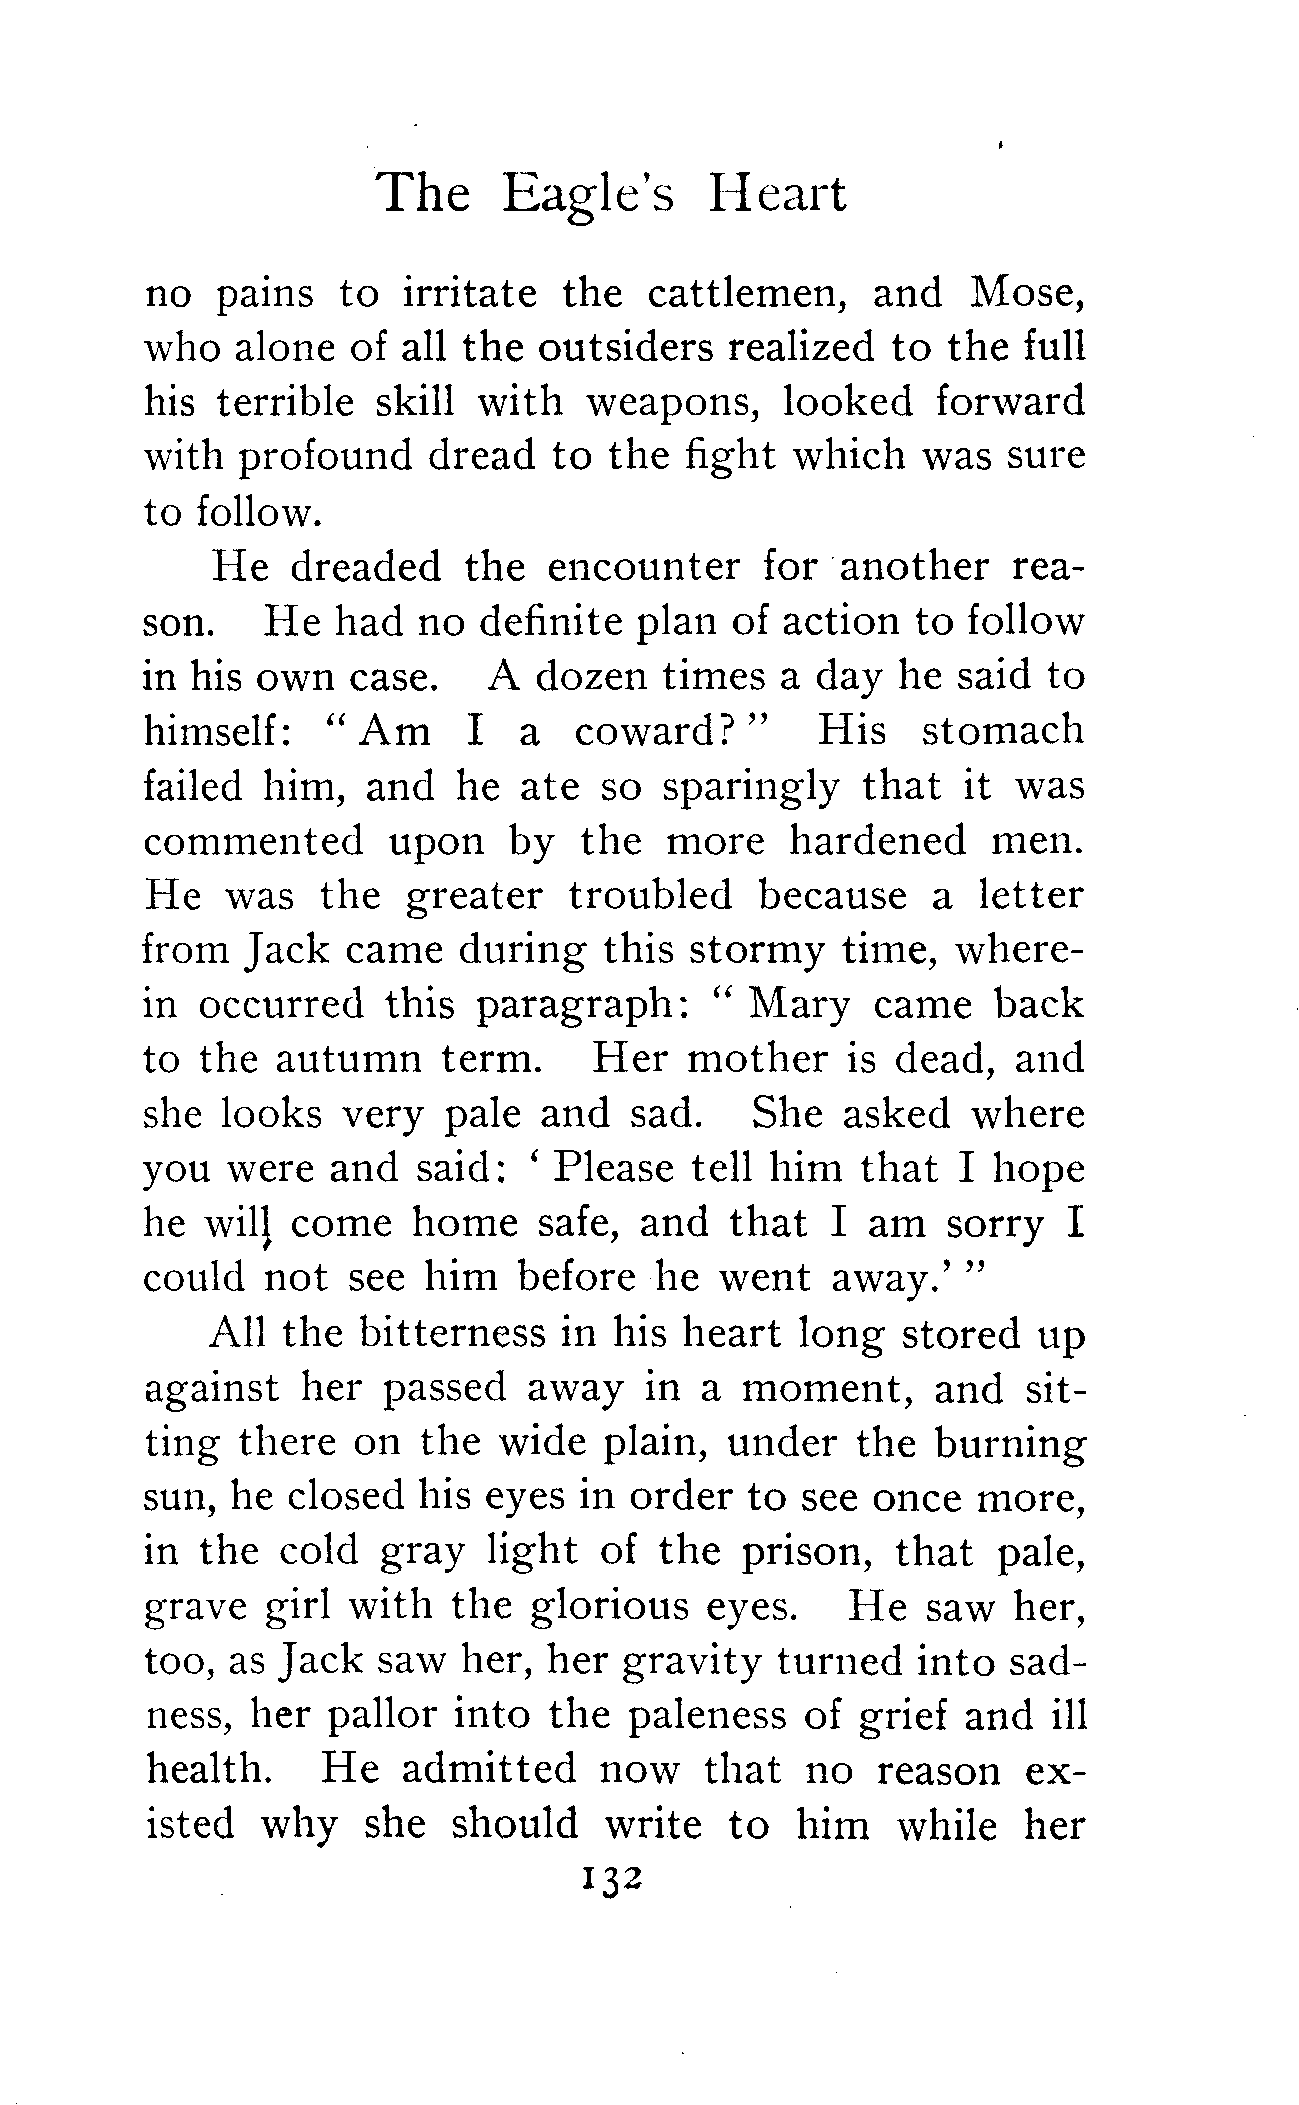 The Eagle's Heart
no pains to irritate the cattlemen, and Mose,
who alone of all the outsiders realized to the full
his terrible skill with weapons, looked forward
with profound dread to the fight which was sure
to follow.
He dreaded the encounter for another rea-
son. He had no definite plan of action to follow
in his own case. A dozen times a day he said to
himself: “ Am I a coward? ” His stomach
failed him, and he ate so sparingly that it was
commented upon by the more hardened men.
He was the greater troubled because a letter
from Jack came during this stormy time, where-
in occurred this paragraph: “ Mary came back
to the autumn term. Her mother is dead, and
she looks very pale and sad. She asked where
you were and said: ‘ Please tell him that I hope
he will come home safe, and that I am sorry I
could not see him before he went away.’ ”
All the bitterness in his heart long stored up
against her passed away in a moment, and sit-
ting there on the wide plain, under the burning
sun, he closed his eyes in order to see once more,
in the cold gray light of the prison, that pale,
grave girl with the glorious eyes. He saw her,
too, as Jack saw her, her gravity turned into sad-
ness, her pallor into the paleness of grief and ill
health. He admitted now that no reason ex-
isted why she should write to him while her
132